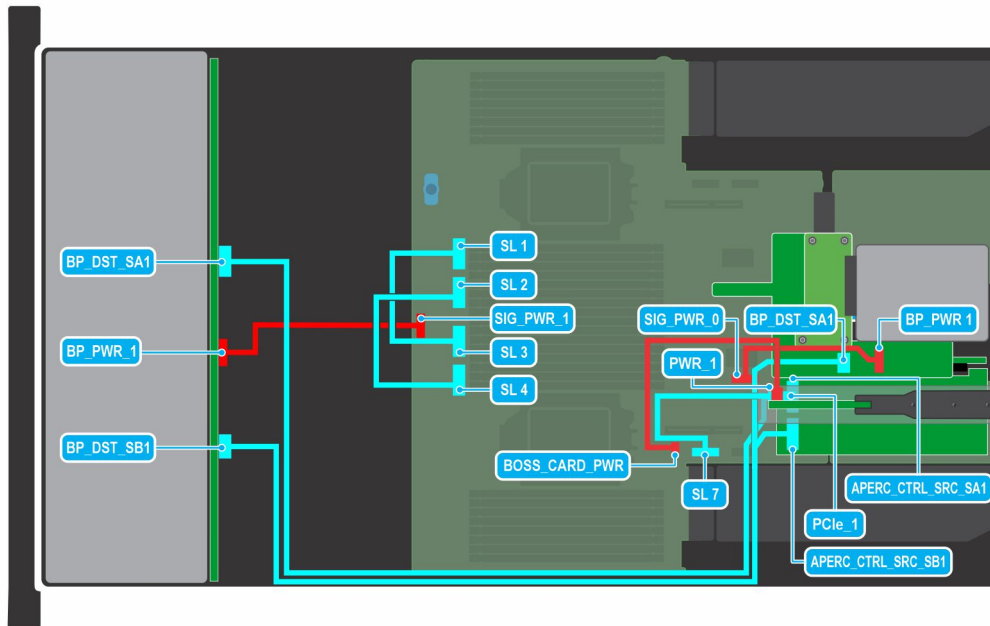 BP_DST_SA1
BP_PWR_1
BP_DST_SB1
SL 1
SL 2
SIG_PWR_1
SL 3
SL 4
SIG_PWR_0
BP_DST_SA1
BP_PWR 1
PWR_1
BOSS_CARD_PWR
SL 7
APERC_CTRL_SRC_SA1
PCIe_1
APERC_CTRL_SRC_SB1